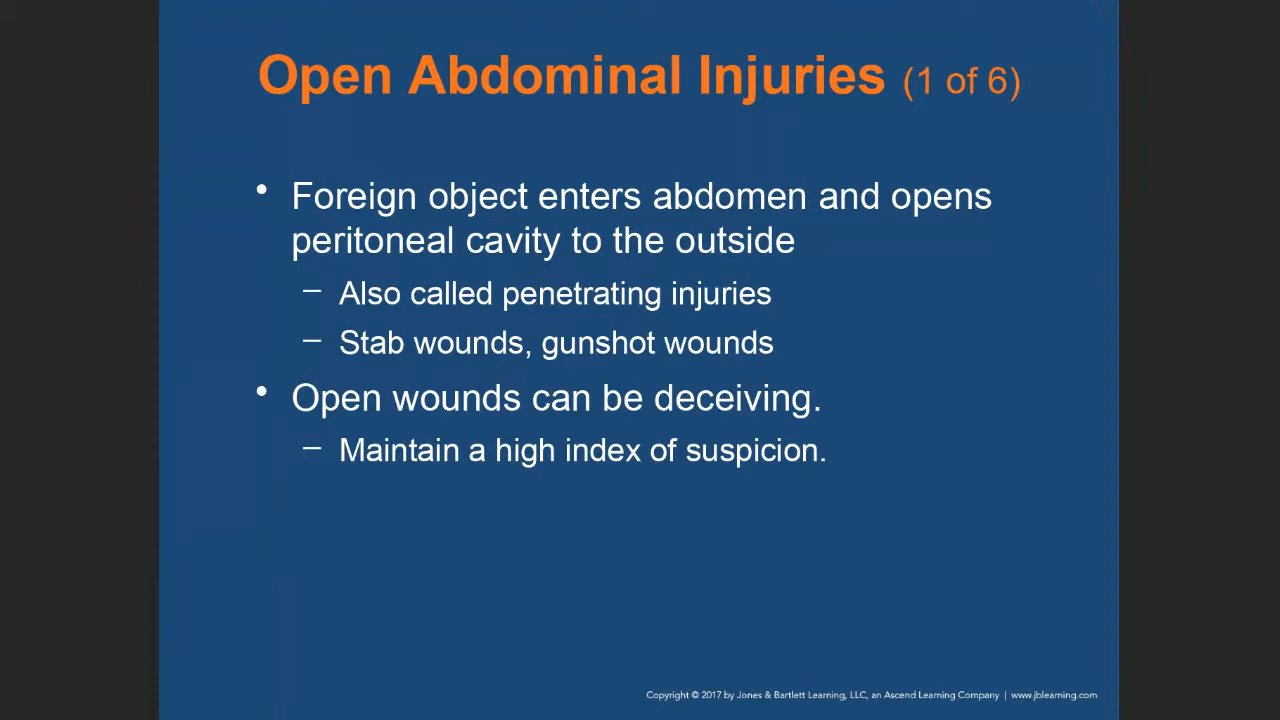 Open Abdominal Injuries (1 of 6)
• Foreign object enters abdomen and opens
peritoneal cavity to the outside
– Also called penetrating injuries
– Stab wounds, gunshot wounds
• Open wounds can be deceiving.
– Maintain a high index of suspicion.
Copyright © 2017 by Jones & Bartlett Learning, LLC, an Ascend Learning Company | www.jblearning.com